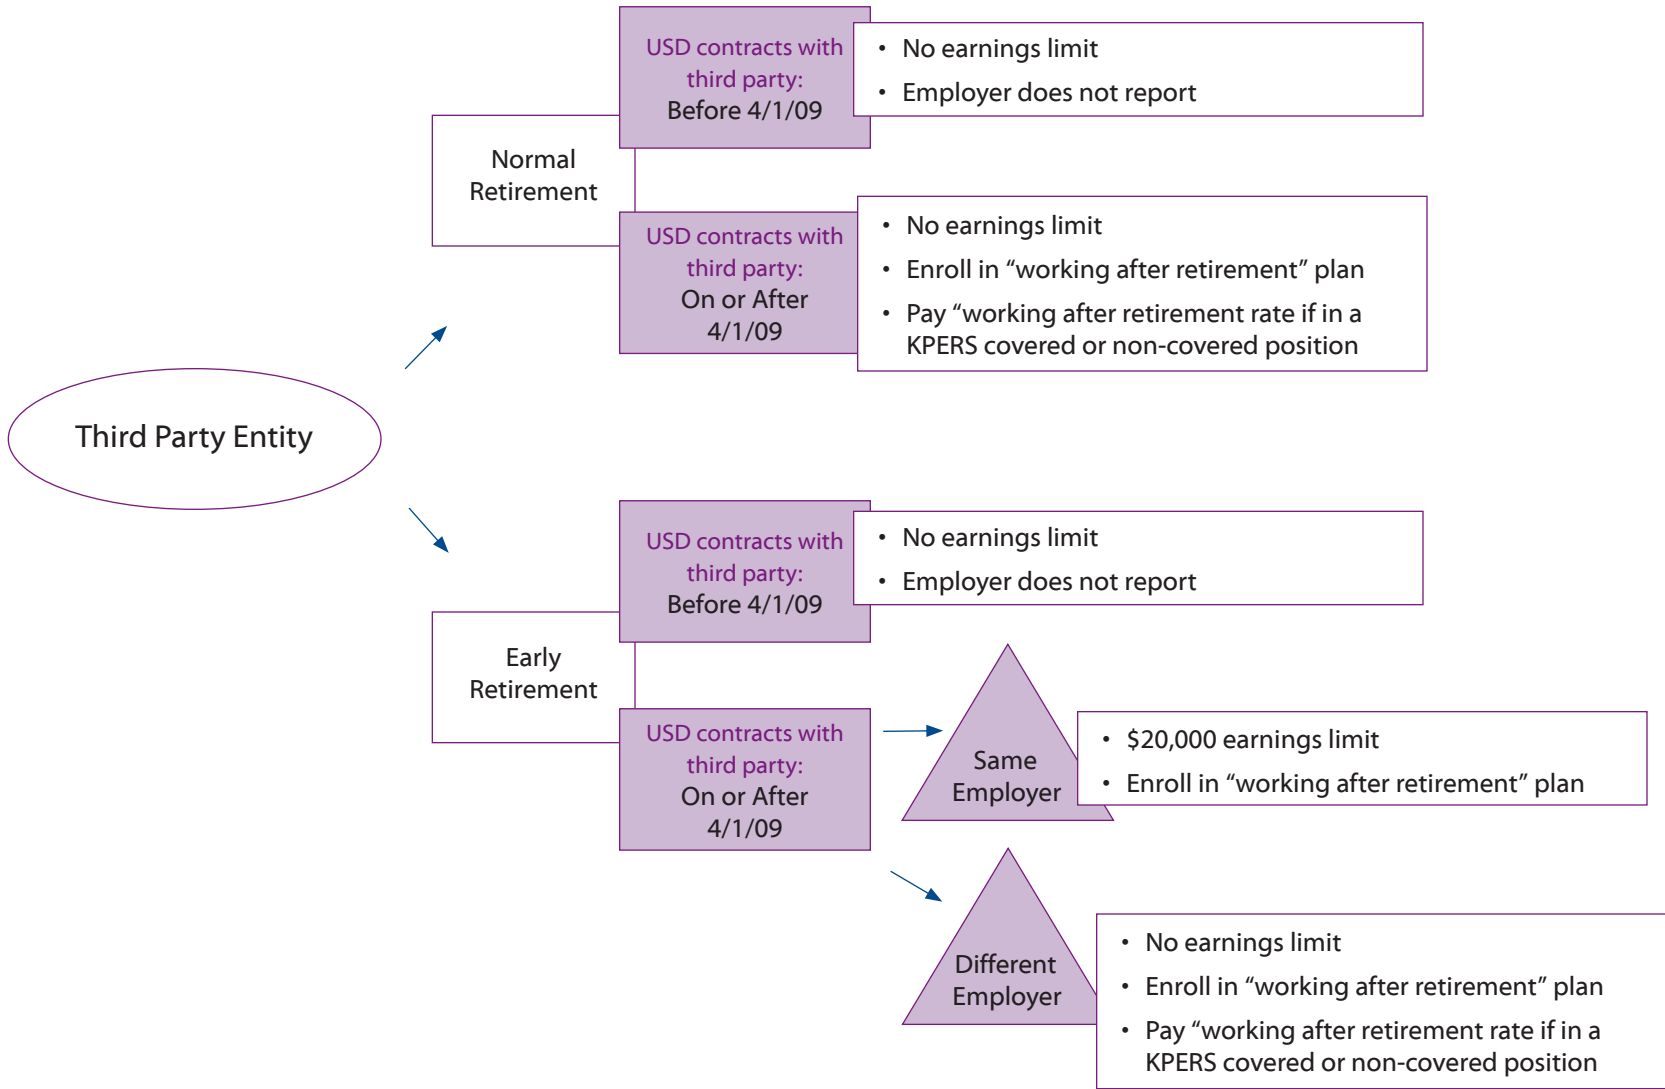 USD contracts with
third party:
Before 4/1/09
• No earnings limit
• Employer does not report
Normal
Retirement
USD contracts with
third party:
On or After
4/1/09
• No earnings limit
• Enroll in “working after retirement” plan
• Pay “working after retirement rate if in a
KPERS covered or non-covered position
Third Party Entity
USD contracts with
third party:
Before 4/1/09
• No earnings limit
• Employer does not report
Early
Retirement
USD contracts with
third party:
On or After
4/1/09
Same
Employer
• $20,000 earnings limit
• Enroll in “working after retirement” plan
Different
Employer
• No earnings limit
• Enroll in “working after retirement” plan
• Pay “working after retirement rate if in a
KPERS covered or non-covered position